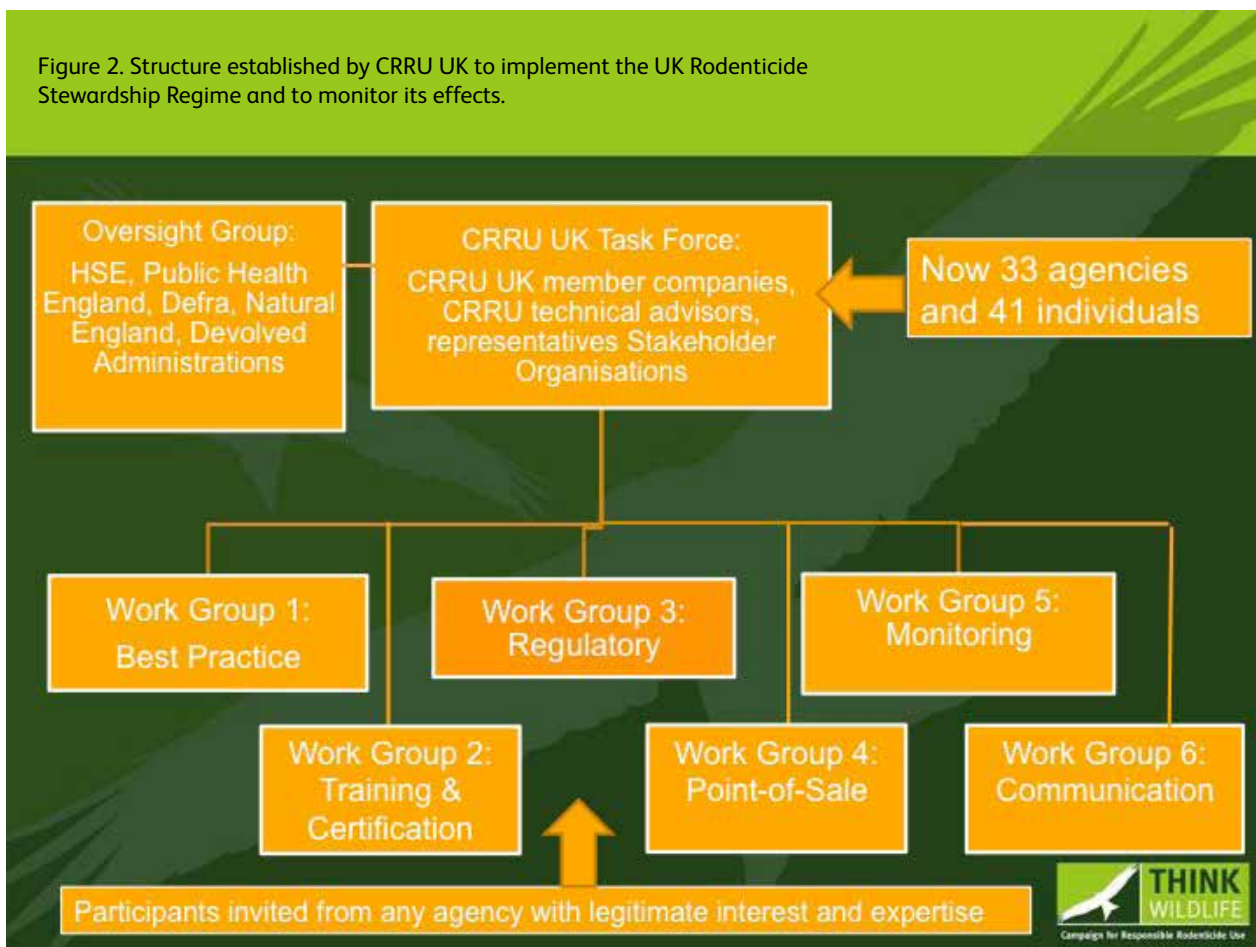 Figure 2. Structure established by CRRU UK to implement the UK Rodenticide
Stewardship Regime and to monitor its effects.
Oversight Group:
HSE, Public Health
England, Defra, Natural
England, Devolved
Administrations
CRRU UK Task Force:
CRRU UK member companies,
CRRU technical advisors,
representatives Stakeholder
Organisations
Now 33 agencies
and 41 individuals
Work Group 1:
Best Practice
Work Group 2:
Training &
Certification
Work Group 3:
Regulatory
Work Group 4:
Point-of-Sale
Work Group 5:
Monitoring
Work Group 6:
Communication
Participants invited from any agency with legitimate interest and expertise
THINK
WILDLIFE
Campaign for Responsible Rodenticide Use